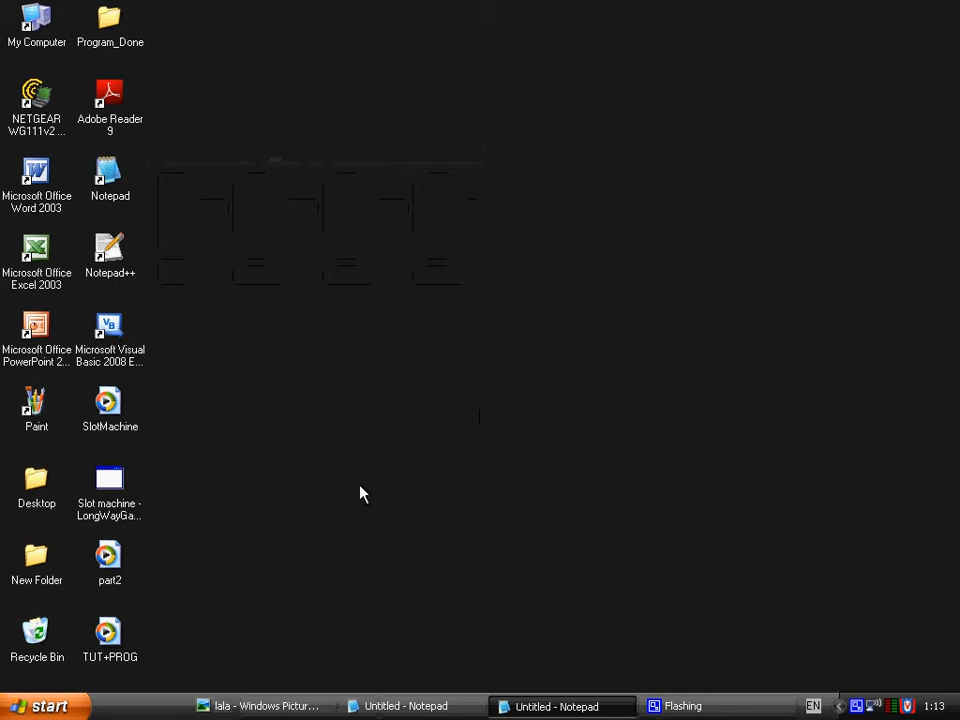 My Computer
Program_Done
NETGEAR
WG111v2 ...
Adobe Reader
9
Microsoft Office
Word 2003
Notepad
Microsoft Office
Excel 2003
Notepad++
Microsoft Office
PowerPoint 2...
Microsoft Visual
Basic 2008 E...
Paint
SlotMachine
Desktop
Slot machine -
LongWayGa...
New Folder
part2
Recycle Bin
TUT+PROG
start
lala - Windows Pictur...
Untitled - Notepad
Untitled - Notepad
Flashing
EN
1:13